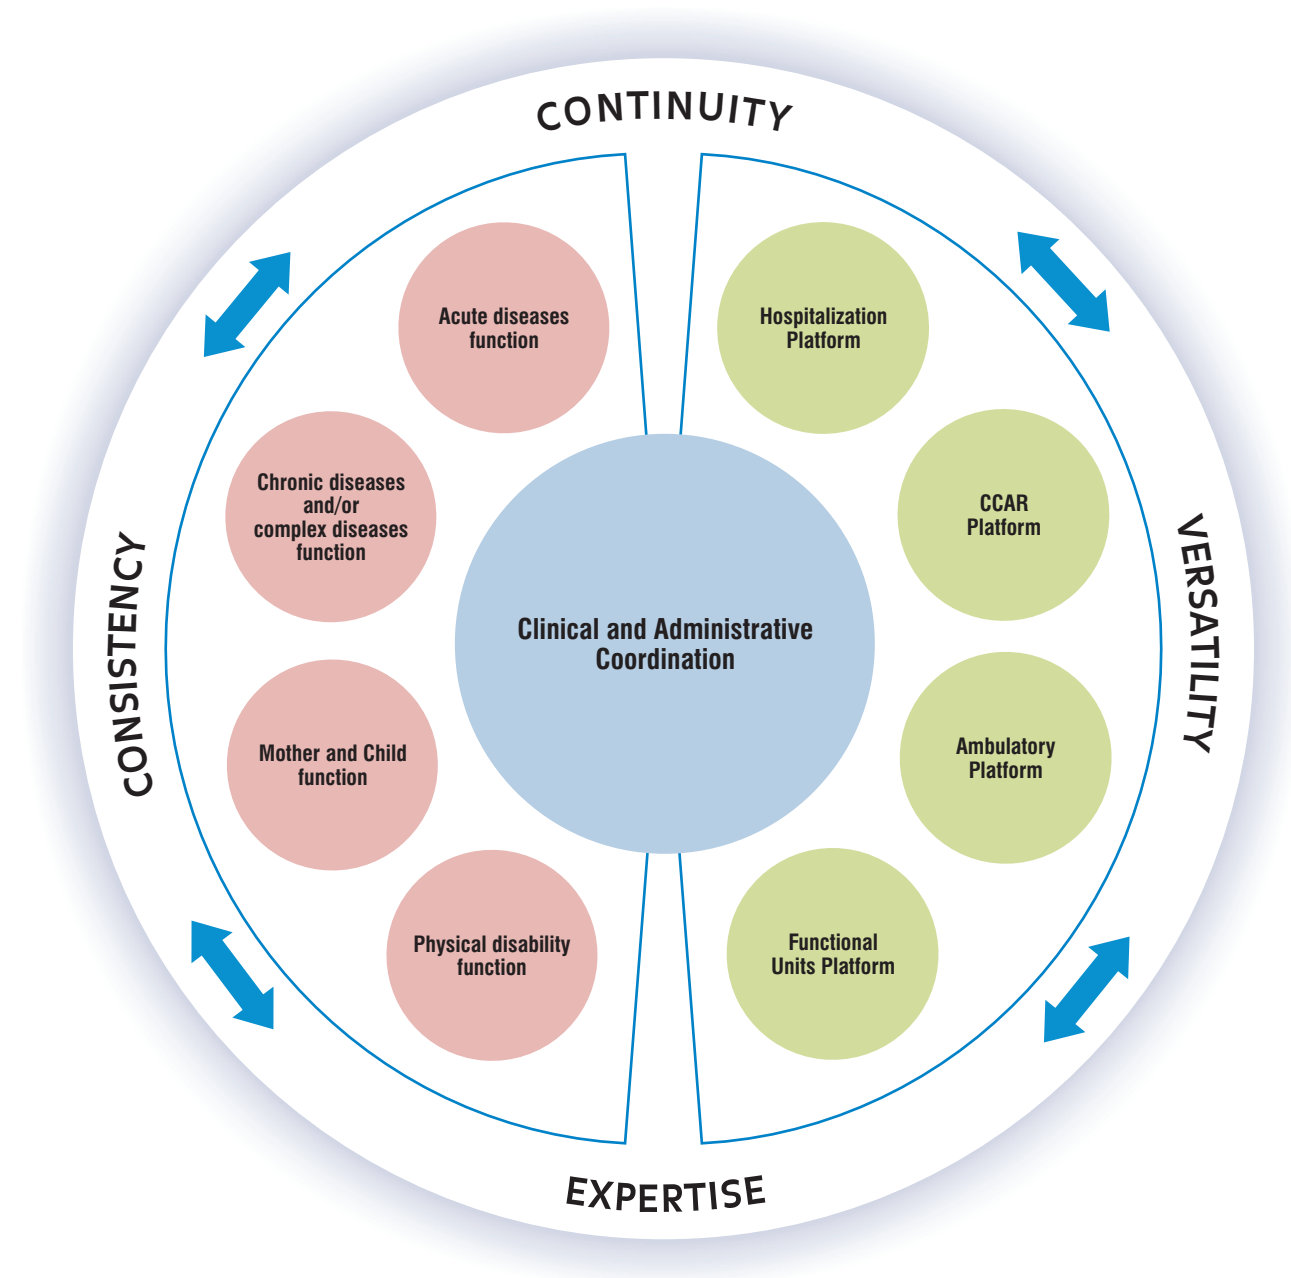 CONTINUITY
Acute diseases
function
Hospitalization
Platform
Chronic diseases
and/or
complex diseases
function
CCAR
Platform
CONSISTENCY
Clinical and Administrative
Coordination
VERSATILITY
Mother and Child
function
Ambulatory
Platform
Physical disability
function
Functional
Units Platform
EXPERTISE